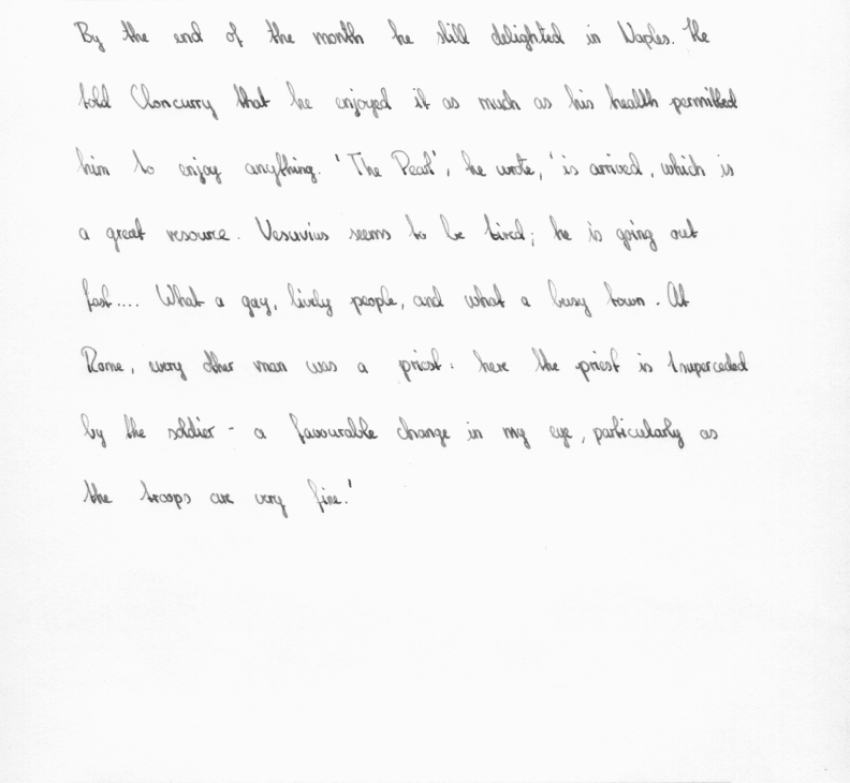 By the end of the month he still delighted in Naples. He
told Cloncurry that he enjoyed it as much as his health permitted
him to enjoy anything. 'The Pearl', he wrote, 'is arrived, which is
a great resource. Vesuvius seems to be tired; he is going out
fast.... What a gay, lively people, and what a busy town. At
Rome, every other man was a priest: here the priest is superceded
by the soldier - a favourable change in my eye, particularly as
the troops are very fine.'